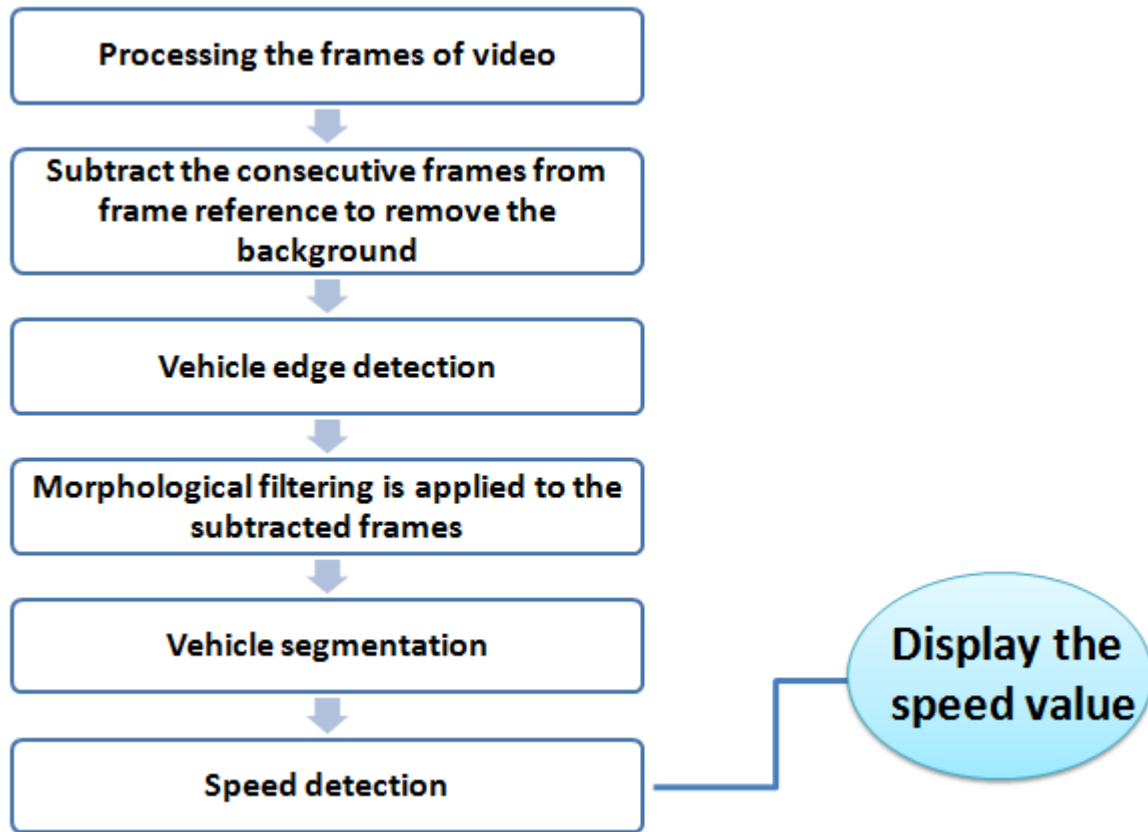 Processing the frames of video
Subtract the consecutive frames from
frame reference to remove the
background
Vehicle edge detection
Morphological filtering is applied to the
subtracted frames
Vehicle segmentation
Speed detection
Display the
speed value